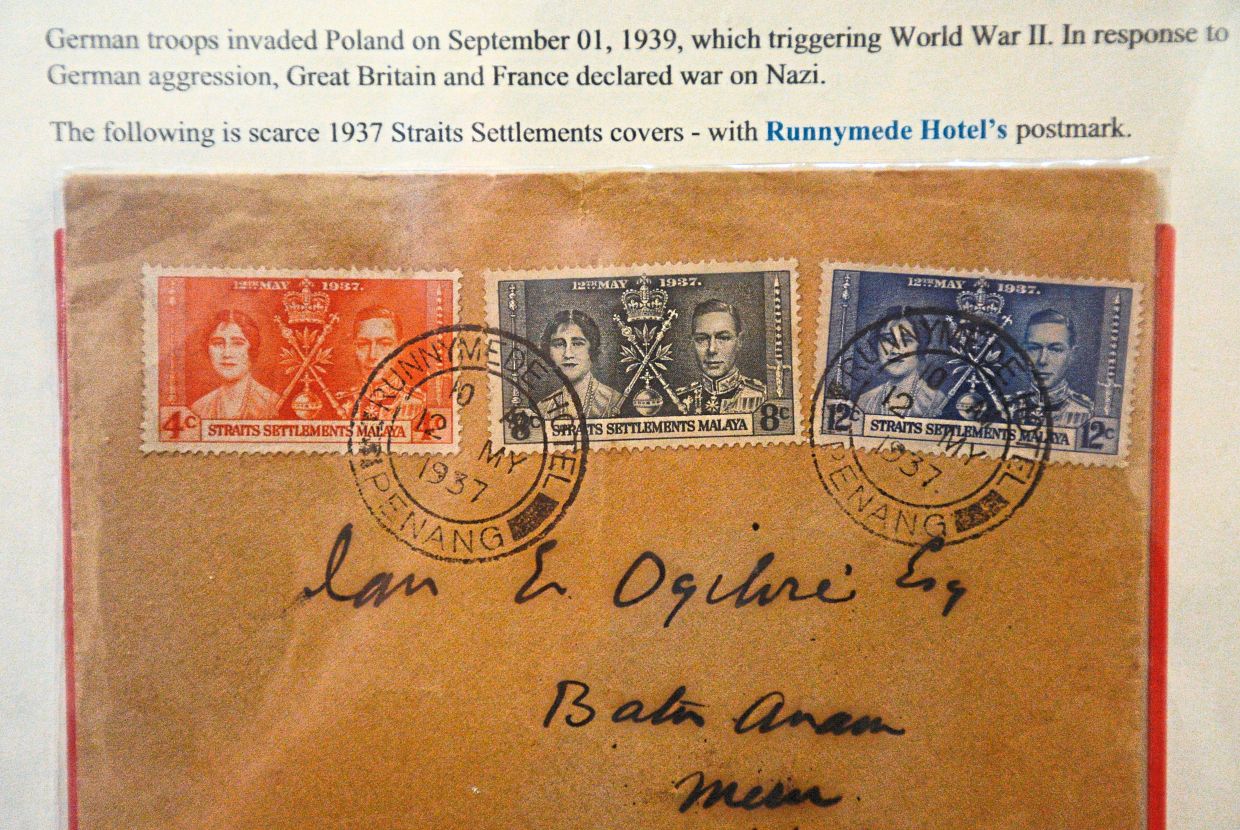 German troops invaded Poland on September 01, 1939, which triggering World War II. In response to
German aggression, Great Britain and France declared war on Nazi.
The following is scarce 1937 Straits Settlements covers - with Runnymede Hotel's postmark.
12TH MAY 1937.
4c
STRAITS SETTLEMENTS MALAYA
12TH MAY 1937.
8c 8c
STRAITS SETTLEMENTS MALAYA
12TH MAY 1937.
12c 12c
STRAITS SETTLEMENTS MALAYA
RUNNYMEDE HOTEL
12 MY
1937
PENANG
RUNNYMEDE HOTEL
12 MY
1937.
PENANG
Ian E Ogilvie Esq
Batu Anam